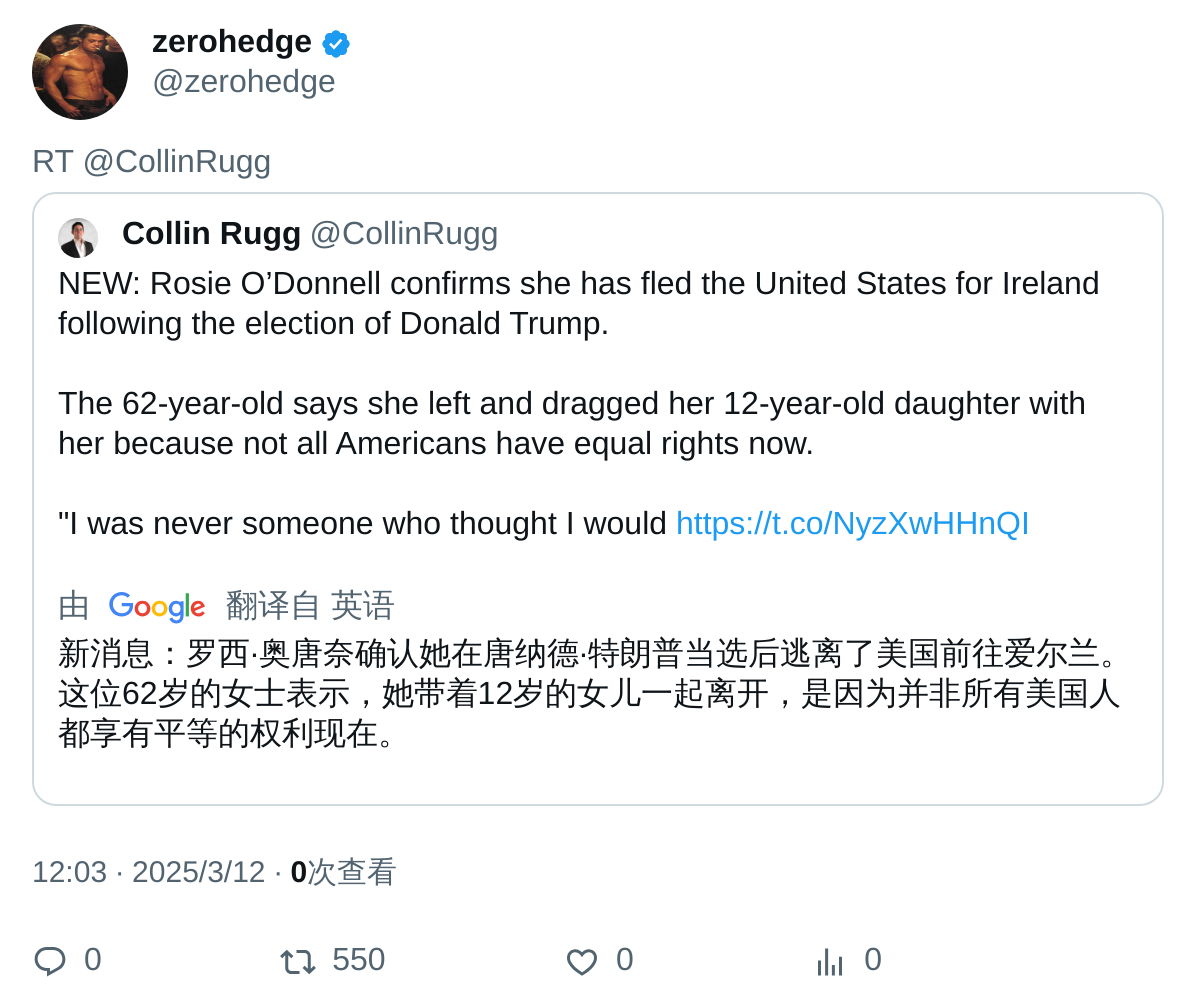 zerohedge
@zerohedge
RT @CollinRugg
Collin Rugg @CollinRugg
NEW: Rosie O’Donnell confirms she has fled the United States for Ireland
following the election of Donald Trump.
The 62-year-old says she left and dragged her 12-year-old daughter with
her because not all Americans have equal rights now.
"I was never someone who thought I would https://t.co/NyzXwHHnQI
由 Google 翻译自 英语
新消息：罗西·奥唐奈确认她在唐纳德·特朗普当选后逃离了美国前往爱尔兰。
这位62岁的女士表示，她带着12岁的女儿一起离开，是因为并非所有美国人
都享有平等的权利现在。
12:03 · 2025/3/12 · 0次查看
0 550 0 0